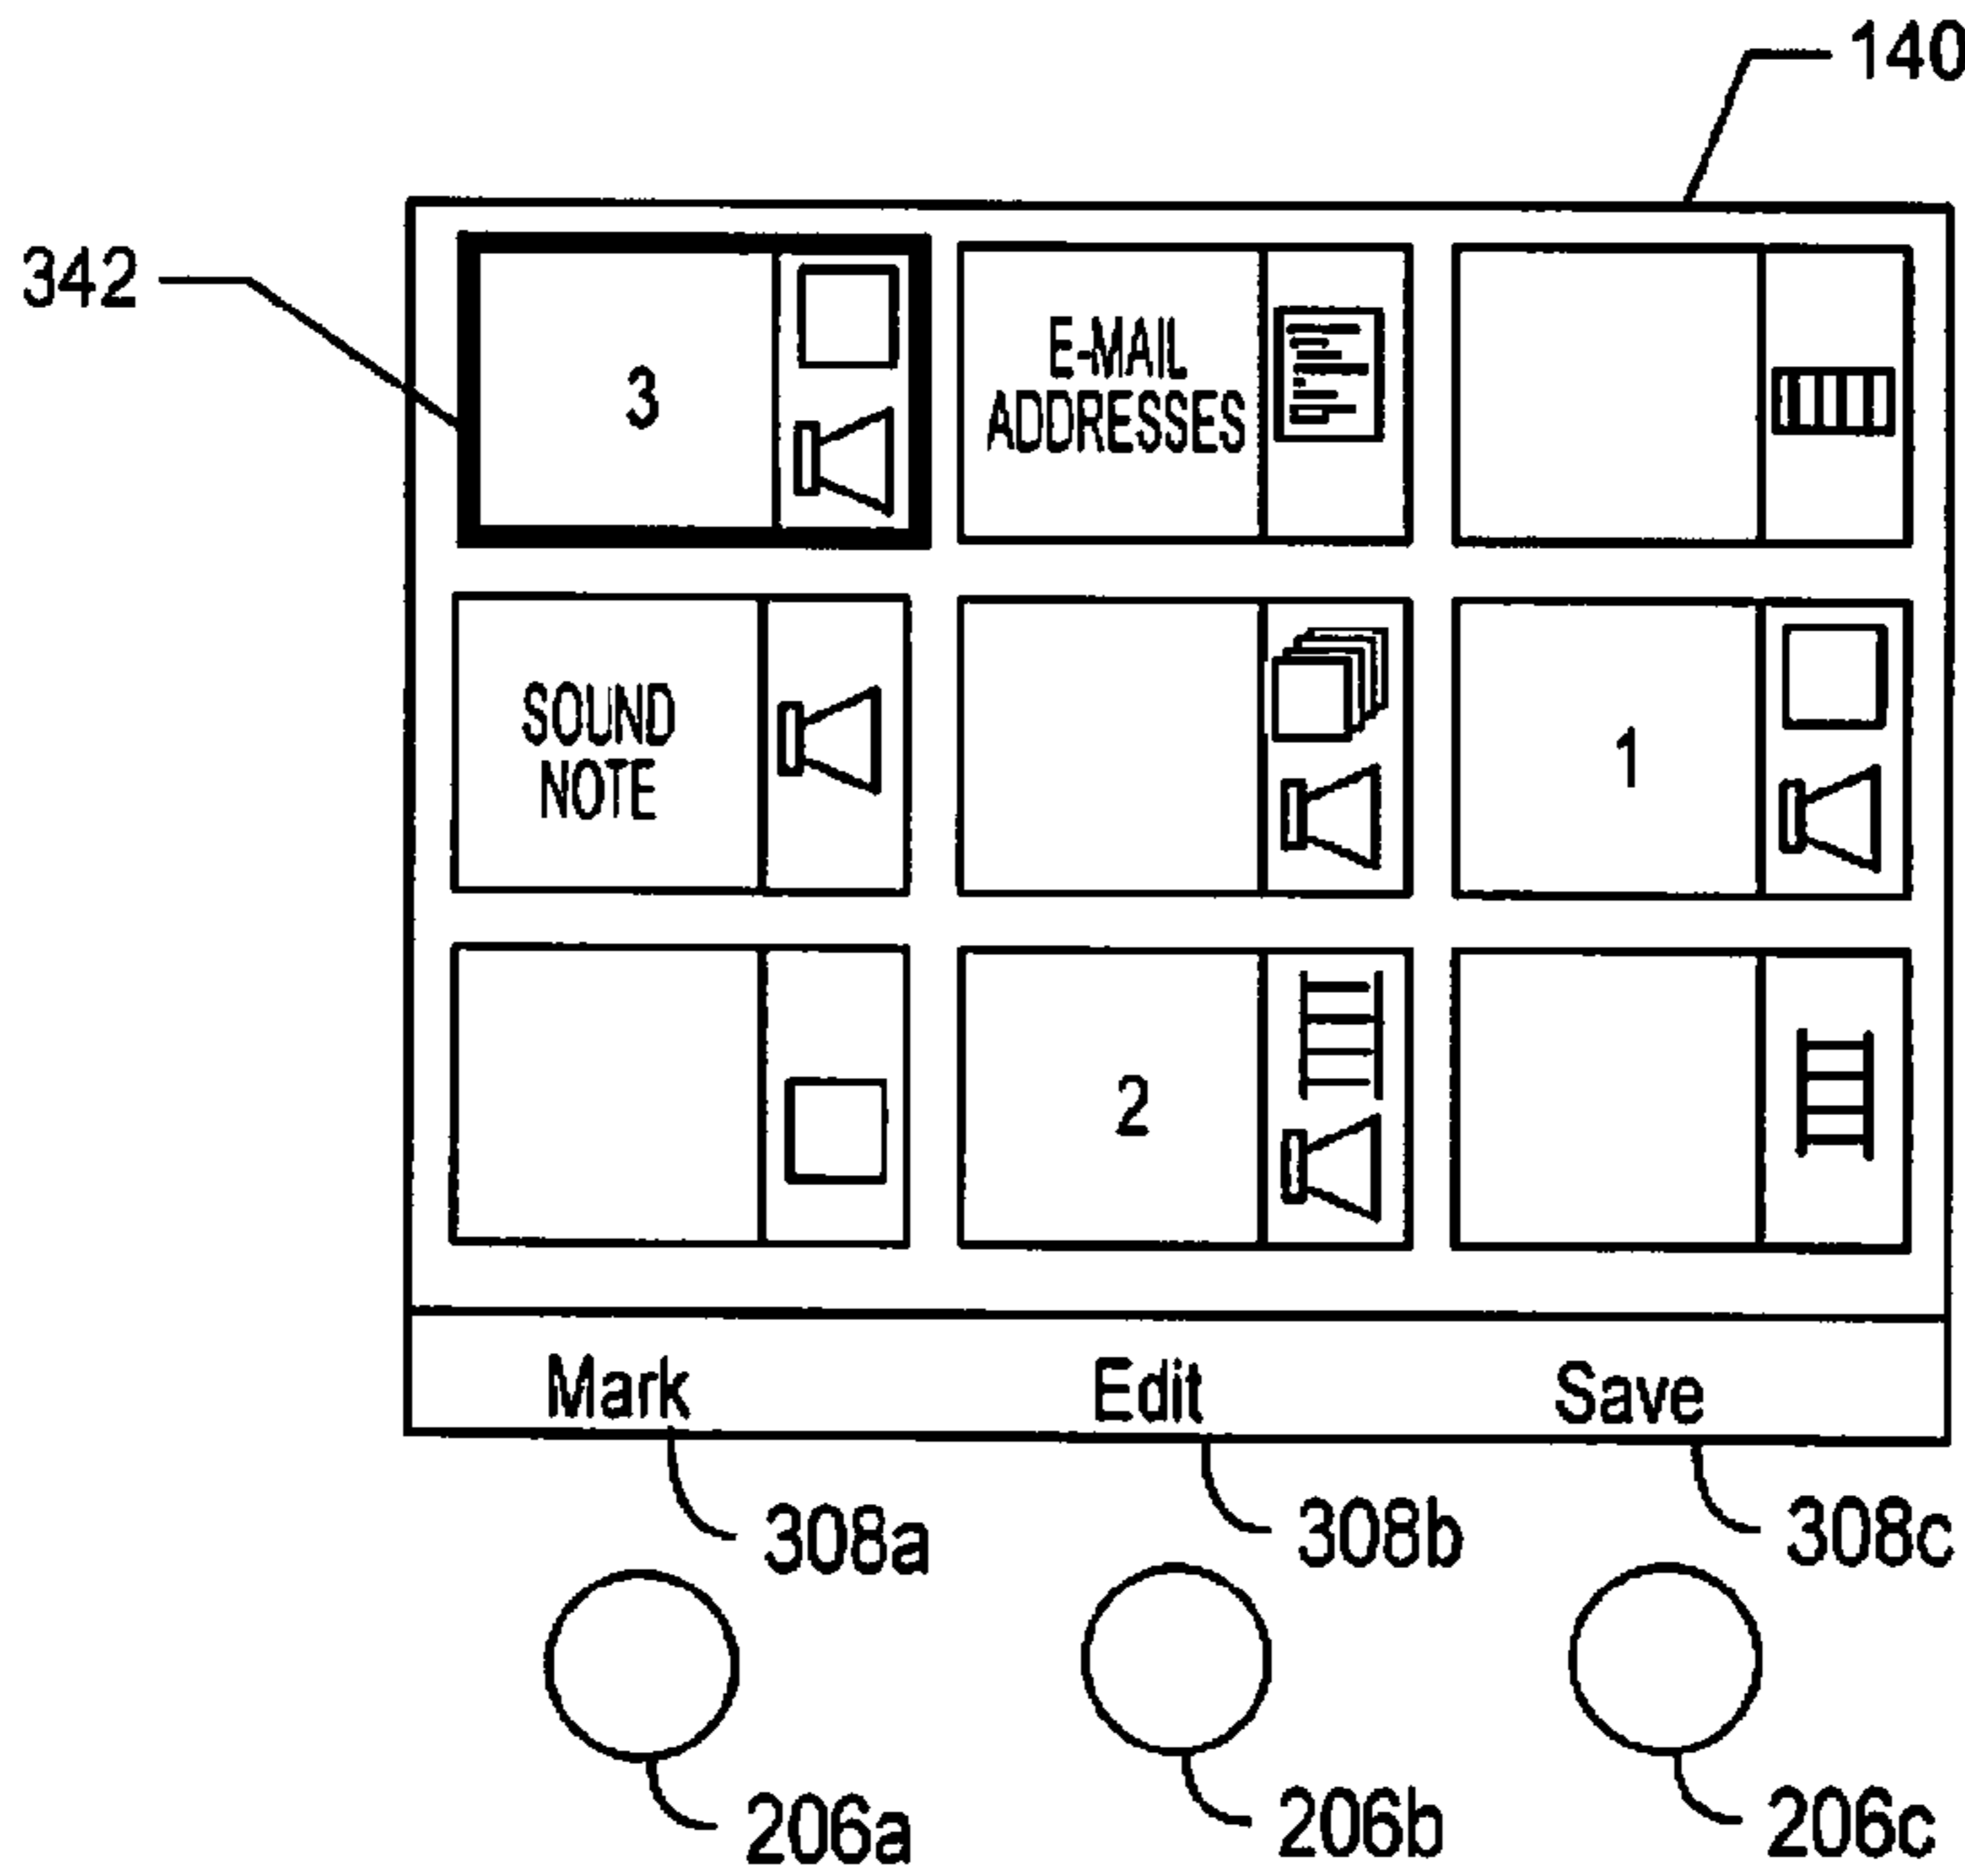 140
342
3
E-MAIL
ADDRESSES
SOUND
NOTE
1
2
Mark Edit Save
308a 308b 308c
206a 206b 206c